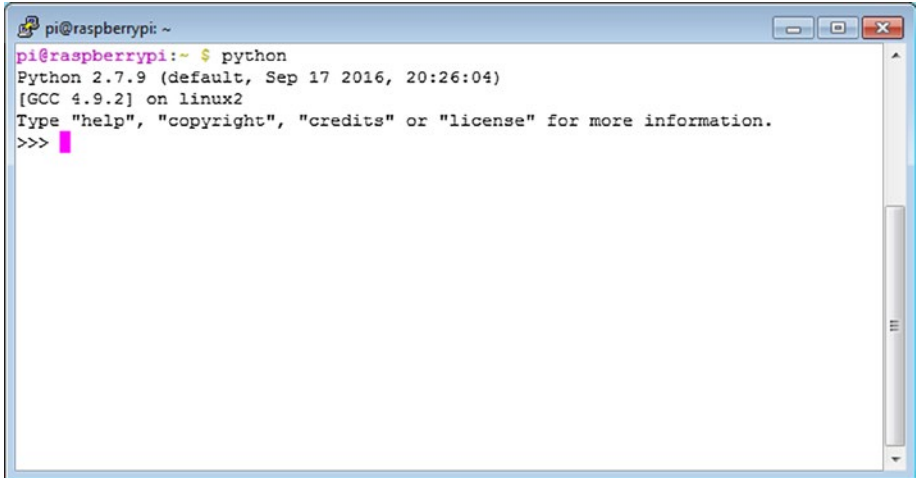 pi@raspberrypi: ~
pi@raspberrypi:~ $ python
Python 2.7.9 (default, Sep 17 2016, 20:26:04)
[GCC 4.9.2] on linux2
Type "help", "copyright", "credits" or "license" for more information.
>>>